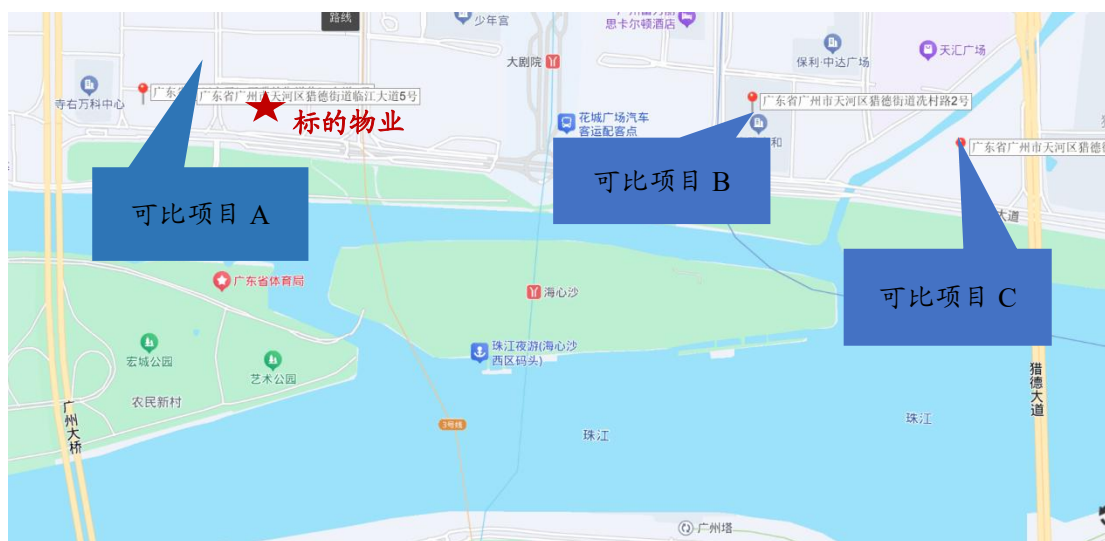 路线
少年宫
思卡尔顿酒店
大剧院
保利·中达广场
天汇广场
寺右万科中心
广东省广州市天河区猎德街道临江大道5号
标的物业
花城广场汽车
客运配客点
广东省广州市天河区猎德街道冼村路2号
和
广东省广州市天河区猎德
可比项目 A
可比项目 B
大道
可比项目 C
广东省体育局
海心沙
珠江夜游(海心沙
西区码头)
宏城公园
艺术公园
农民新村
广州大桥
3号线
珠江
珠江
猎德大道
广州塔